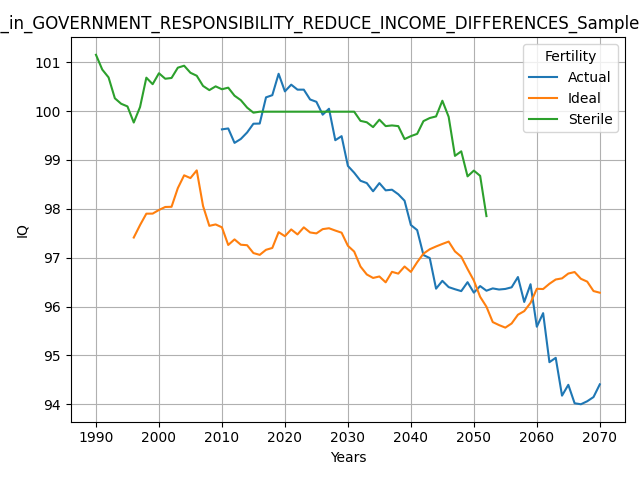 _in_GOVERNMENT_RESPONSIBILITY_REDUCE_INCOME_DIFFERENCES_Sample
Fertility
Actual
Ideal
Sterile
101
100
99
98
97
96
95
94
IQ
1990 2000 2010 2020 2030 2040 2050 2060 2070
Years